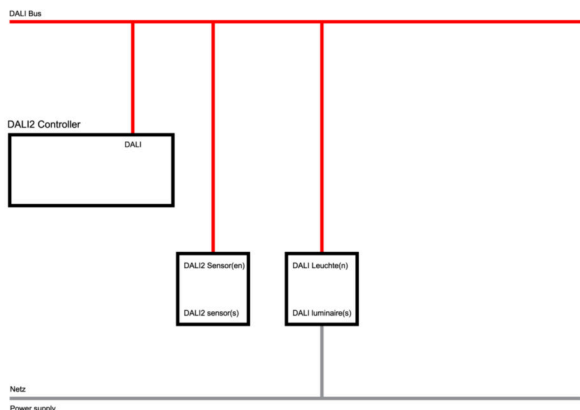 DALI Bus
DALI2 Controller
DALI
DALI2 Sensor(en)
DALI Leuchte(n)
DALI2 sensor(s)
DALI luminaire(s)
Netz
Power supply